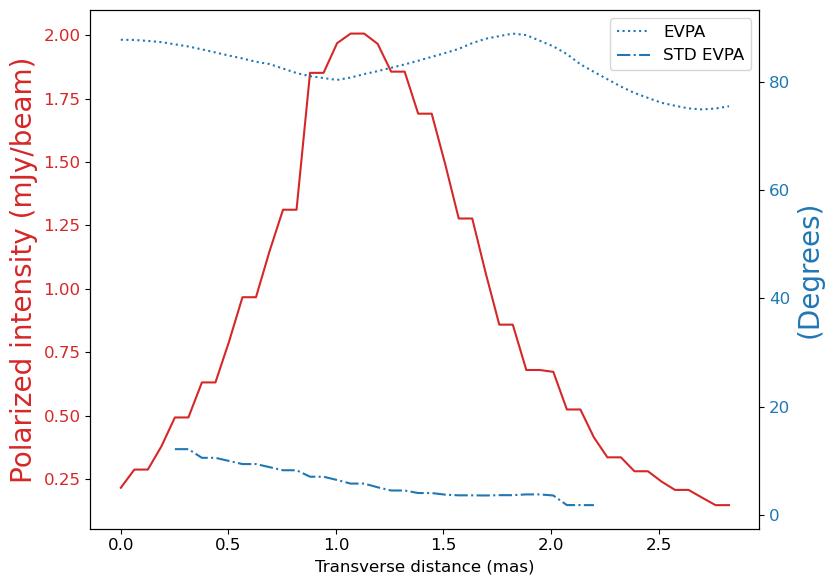 Polarized intensity (mJy/beam)
2.00
1.75
1.50
1.25
1.00
0.75
0.50
0.25
EVPA
STD EVPA
80
60
40
20
0
(Degrees)
0.0 0.5 1.0 1.5 2.0 2.5
Transverse distance (mas)